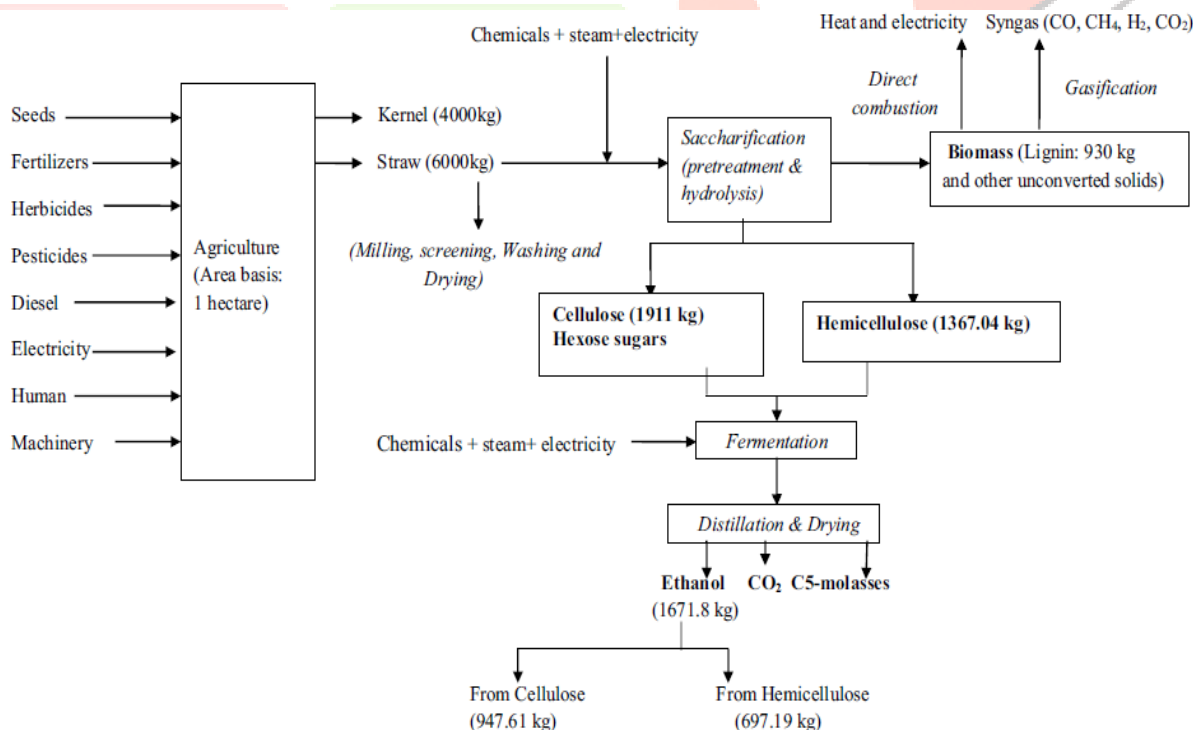 Heat and electricity
Syngas (CO, CH₄, H₂, CO₂)
Chemicals + steam+electricity
Direct
combustion
Gasification
Seeds
Fertilizers
Herbicides
Pesticides
Diesel
Electricity
Human
Machinery
Agriculture
(Area basis:
1 hectare)
Kernel (4000kg)
Straw (6000kg)
(Milling, screening, Washing and
Drying)
Saccharification
(pretreatment &
hydrolysis)
Biomass (Lignin: 930 kg
and other unconverted solids)
Cellulose (1911 kg)
Hexose sugars
Hemicellulose (1367.04 kg)
Chemicals + steam+ electricity
Fermentation
Distillation & Drying
Ethanol
(1671.8 kg)
CO₂
C5-molasses
From Cellulose
(947.61 kg)
From Hemicellulose
(697.19 kg)